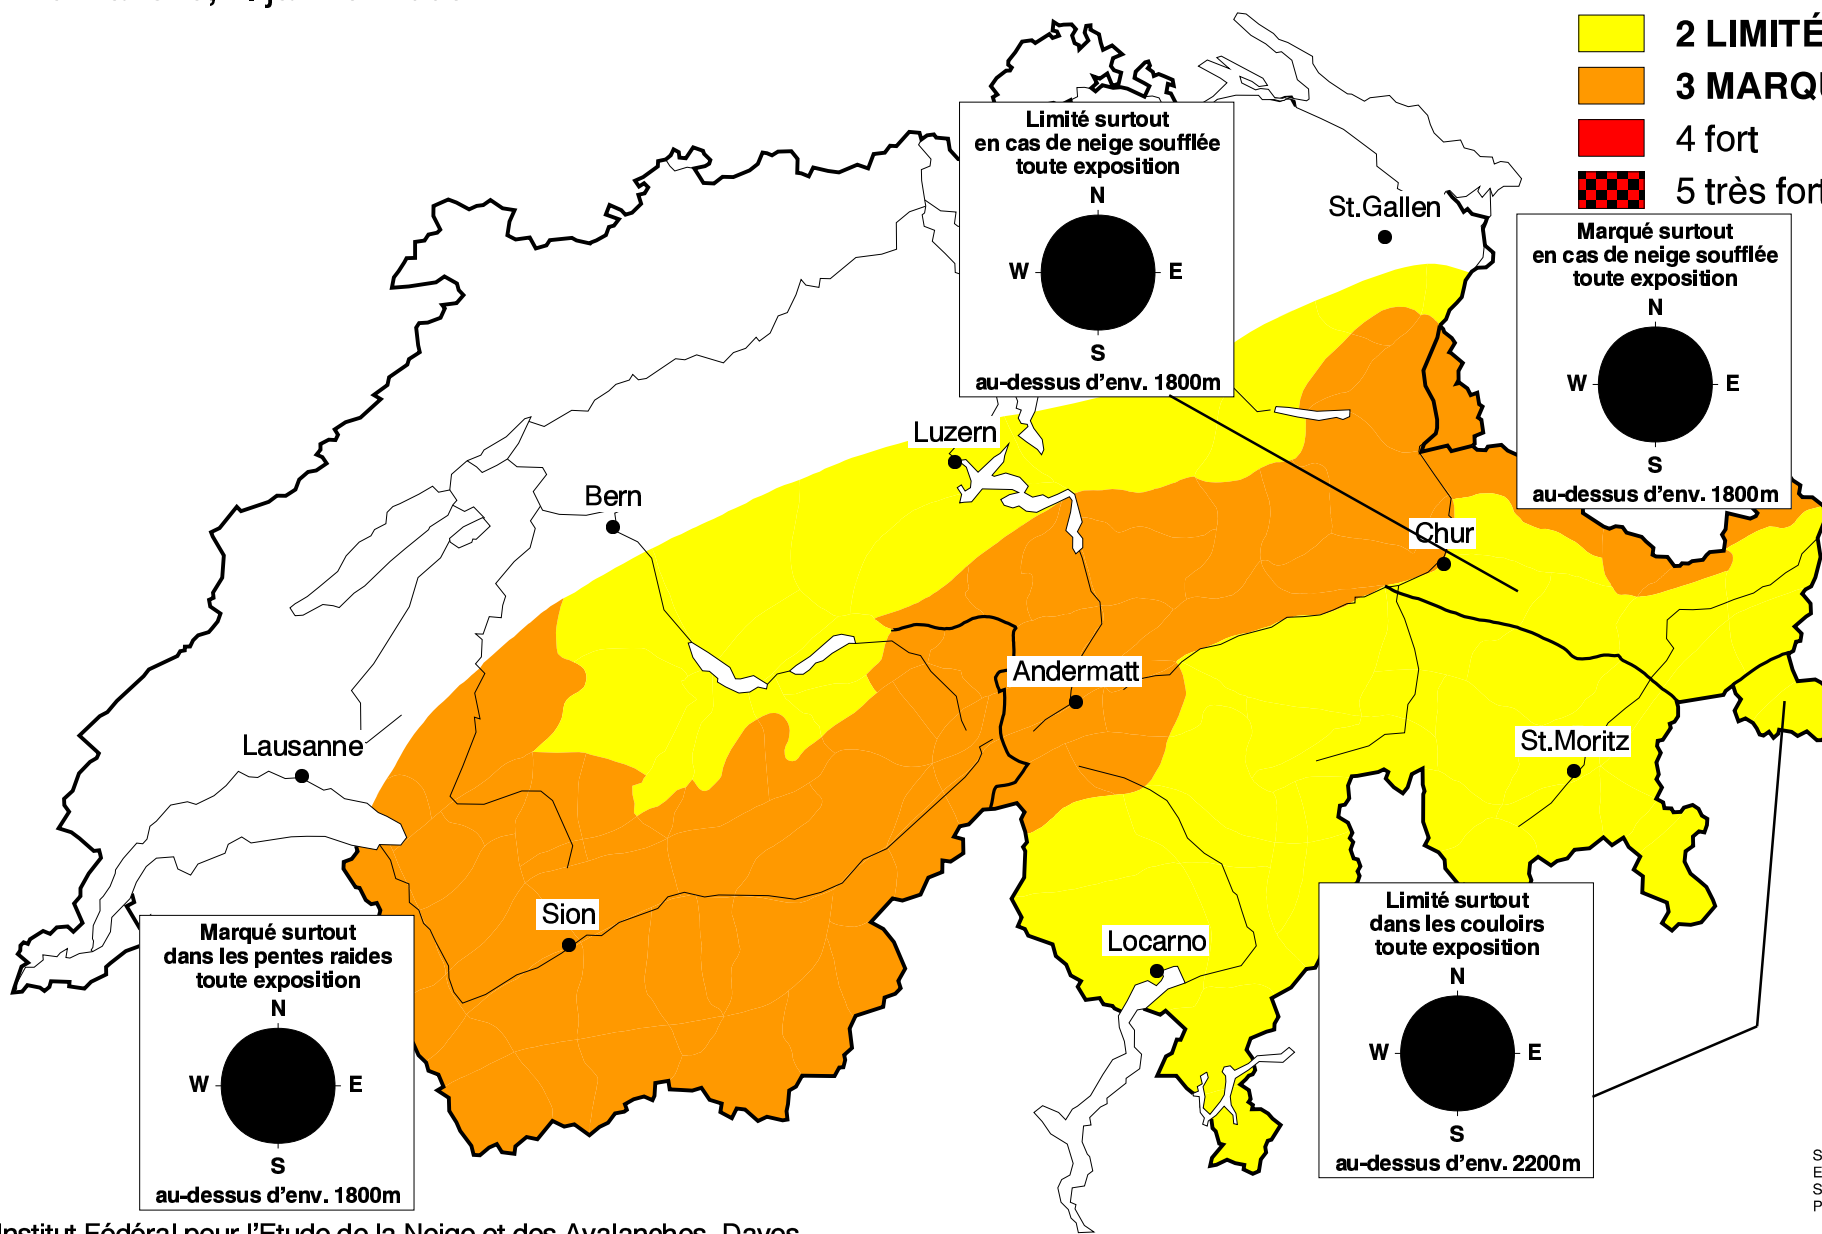 2 LIMITÉ
3 MARQU
4 fort
5 très fort
Limité surtout
en cas de neige soufflée
toute exposition
N
W E
S
au-dessus d'env. 1800m
St.Gallen
Marqué surtout
en cas de neige soufflée
toute exposition
N
W E
S
au-dessus d'env. 1800m
Luzern
Bern
Chur
Andermatt
Lausanne
St.Moritz
Sion
Locarno
Marqué surtout
dans les pentes raides
toute exposition
N
W E
S
au-dessus d'env. 1800m
Limité surtout
dans les couloirs
toute exposition
N
W E
S
au-dessus d'env. 2200m
S
E
S
P
Institut Fédéral pour l'Etude de la Neige et des Avalanches, Davos